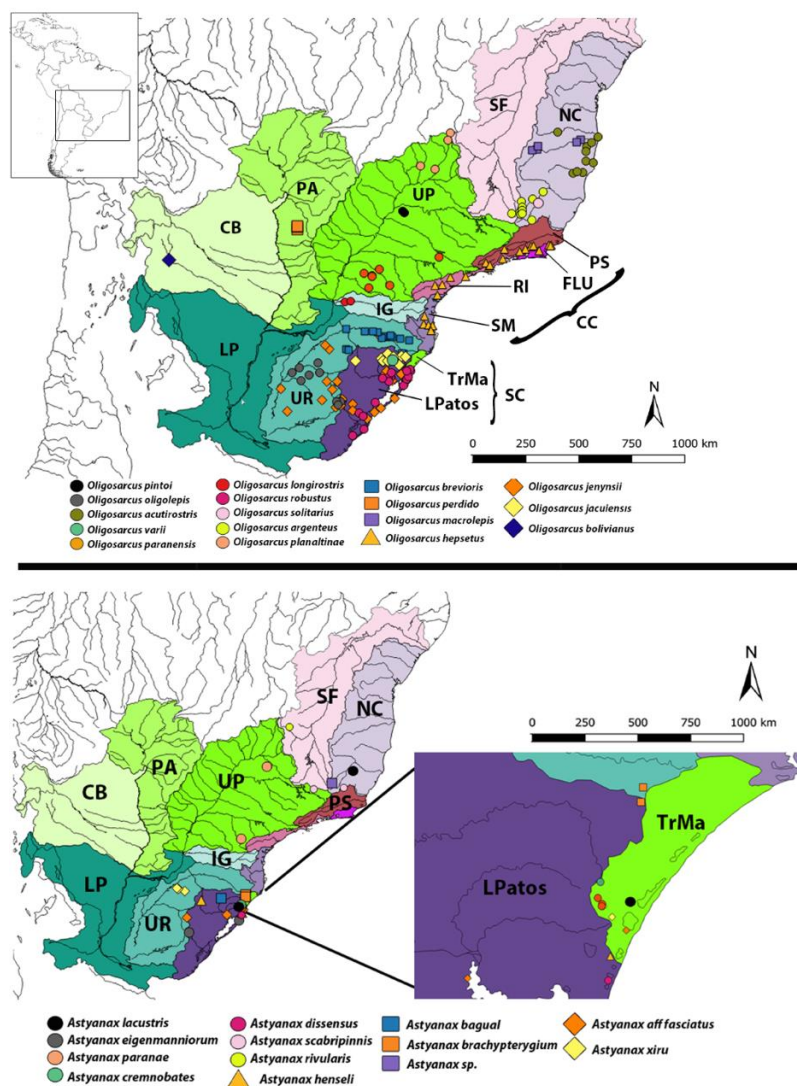 SF
NC
PA
UP
CB
PS
FLU
RI
IG
SM
CC
LP
TrMa
SC
UR
LPatos
N
0 250 500 750 1000 km
Oligosarcus pintoi
Oligosarcus oligolepis
Oligosarcus acutirostris
Oligosarcus varii
Oligosarcus paranensis
Oligosarcus longirostris
Oligosarcus robustus
Oligosarcus solitarius
Oligosarcus argenteus
Oligosarcus planaltinae
Oligosarcus brevioris
Oligosarcus perdido
Oligosarcus macrolepis
Oligosarcus hepsetus
Oligosarcus jenynsii
Oligosarcus jacuiensis
Oligosarcus bolivianus
SF
NC
PA
UP
CB
PS
IG
LP
UR
N
0 250 500 750 1000 km
TrMa
LPatos
Astyanax lacustris
Astyanax eigenmanniorum
Astyanax paranae
Astyanax cremnobates
Astyanax dissensus
Astyanax scabripinnis
Astyanax rivularis
Astyanax henseli
Astyanax bagual
Astyanax brachypterygium
Astyanax sp.
Astyanax aff fasciatus
Astyanax xiru